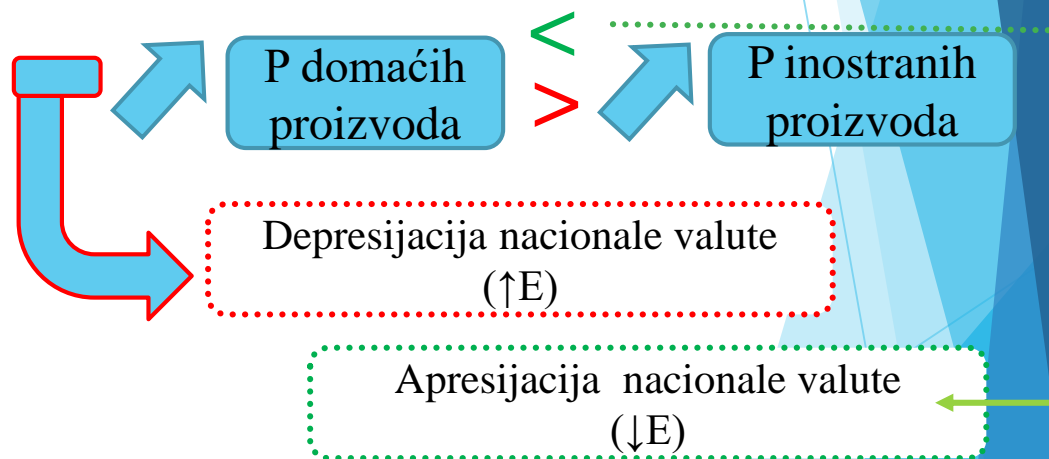 <
P domaćih
proizvoda
>
P inostranih
proizvoda
Depresijacija nacionale valute
(↑E)
Apresijacija nacionale valute
(↓E)